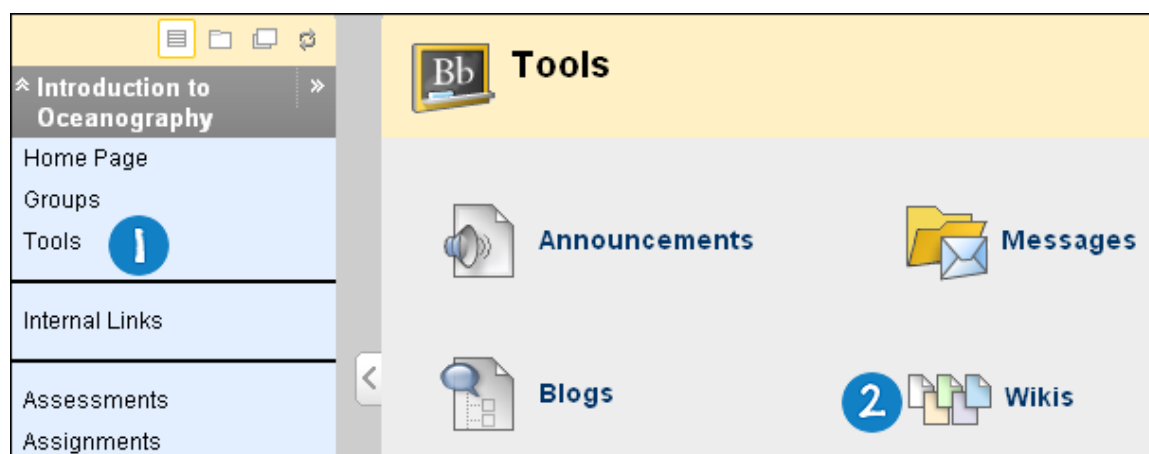 Introduction to
Oceanography
Home Page
Groups
Tools 1
Internal Links
Assessments
Assignments
Bb Tools
Announcements
Messages
Blogs
2 Wikis